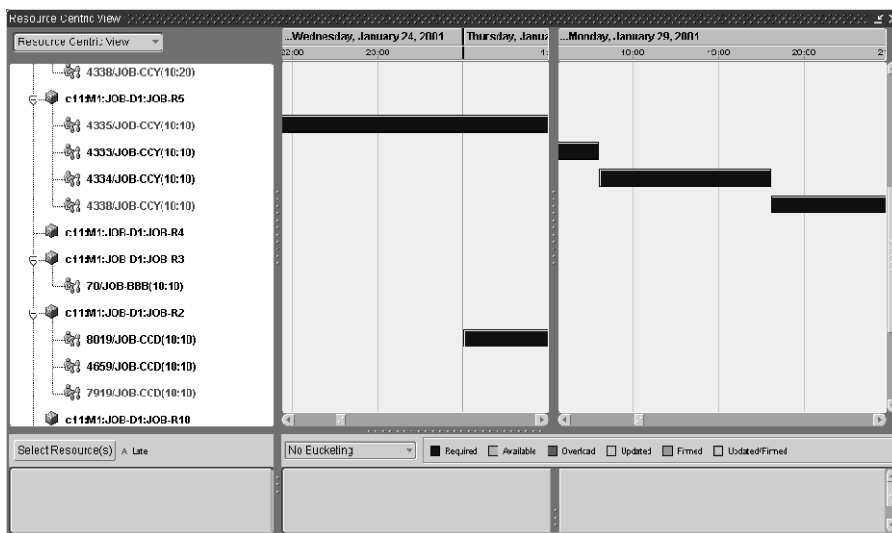 Resource Centric View
Resource Centric View
...Wednesday, January 24, 2001
Thursday, Janua
...Monday, January 29, 2001
22:00
23:00
1:
10:00
19:00
20:00
2
4338/JOB-CCY(10:20)
c11:M1:JOB-D1:JOB-R5
4335/JOB-CCY(10:10)
4333/JOB-CCY(10:10)
4334/JOB-CCY(10:10)
4338/JOB-CCY(10:10)
c11:M1:JOB-D1:JOB-R4
c11:M1:JOB D1:JOB R3
70/JOB-BBB(10:10)
c11:M1:JOB-D1:JOB-R2
8019/JOB-CCD(10:10)
4659/JOB-CCD(10:10)
7919/JOB-CCD(10:10)
c11:M1:JOB-D1:JOB-R10
Select Resource(s)
A Late
No Bucketing
Required
Available
Overload
Updated
Firmed
Updated/Firmed